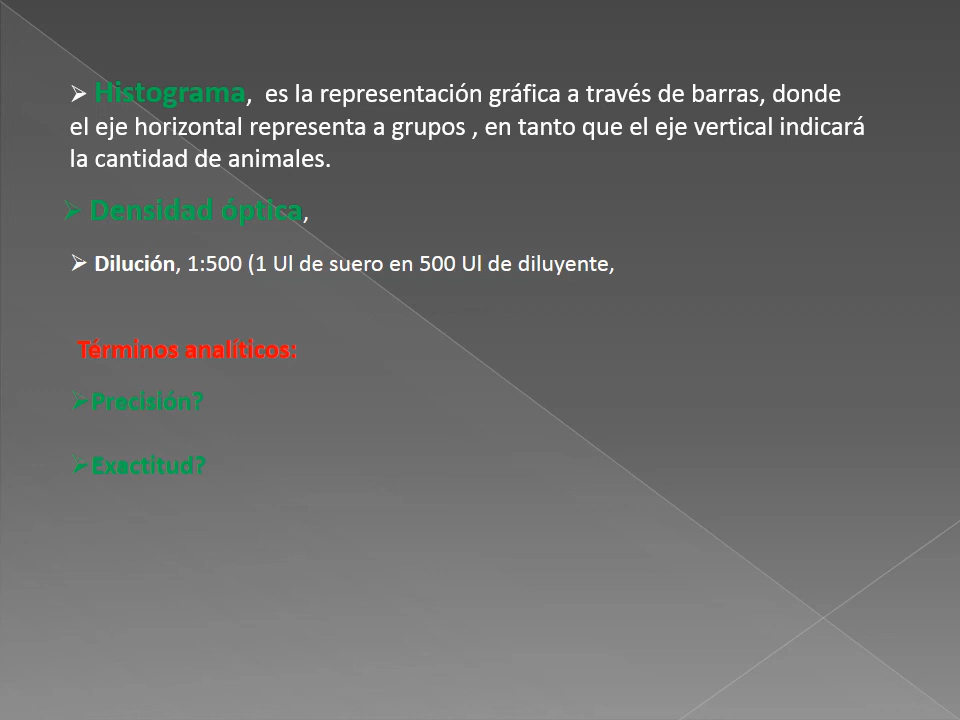 ➢ Histograma, es la representación gráfica a través de barras, donde
el eje horizontal representa a grupos , en tanto que el eje vertical indicará
la cantidad de animales.
➢ Densidad óptica,
➢ Dilución, 1:500 (1 Ul de suero en 500 Ul de diluyente,
Términos analíticos:
➢Precisión?
➢Exactitud?